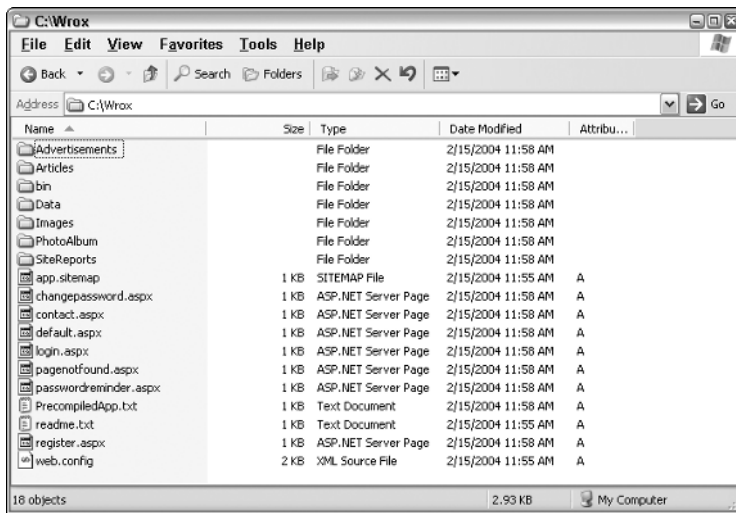 C:\Wrox
File Edit View Favorites Tools Help
Back Search Folders
Address C:\Wrox Go
Name Size Type Date Modified Attribu...
Advertisements File Folder 2/15/2004 11:58 AM
Articles File Folder 2/15/2004 11:58 AM
bin File Folder 2/15/2004 11:58 AM
Data File Folder 2/15/2004 11:58 AM
Images File Folder 2/15/2004 11:58 AM
PhotoAlbum File Folder 2/15/2004 11:58 AM
SiteReports File Folder 2/15/2004 11:58 AM
app.sitemap 1 KB SITEMAP File 2/15/2004 11:55 AM A
changepassword.aspx 1 KB ASP.NET Server Page 2/15/2004 11:58 AM A
contact.aspx 1 KB ASP.NET Server Page 2/15/2004 11:58 AM A
default.aspx 1 KB ASP.NET Server Page 2/15/2004 11:58 AM A
login.aspx 1 KB ASP.NET Server Page 2/15/2004 11:58 AM A
pagenotfound.aspx 1 KB ASP.NET Server Page 2/15/2004 11:58 AM A
passwordreminder.aspx 1 KB ASP.NET Server Page 2/15/2004 11:58 AM A
PrecompiledApp.txt 1 KB Text Document 2/15/2004 11:58 AM A
readme.txt 1 KB Text Document 2/15/2004 11:55 AM A
register.aspx 1 KB ASP.NET Server Page 2/15/2004 11:58 AM A
web.config 2 KB XML Source File 2/15/2004 11:55 AM A
18 objects 2.93 KB My Computer